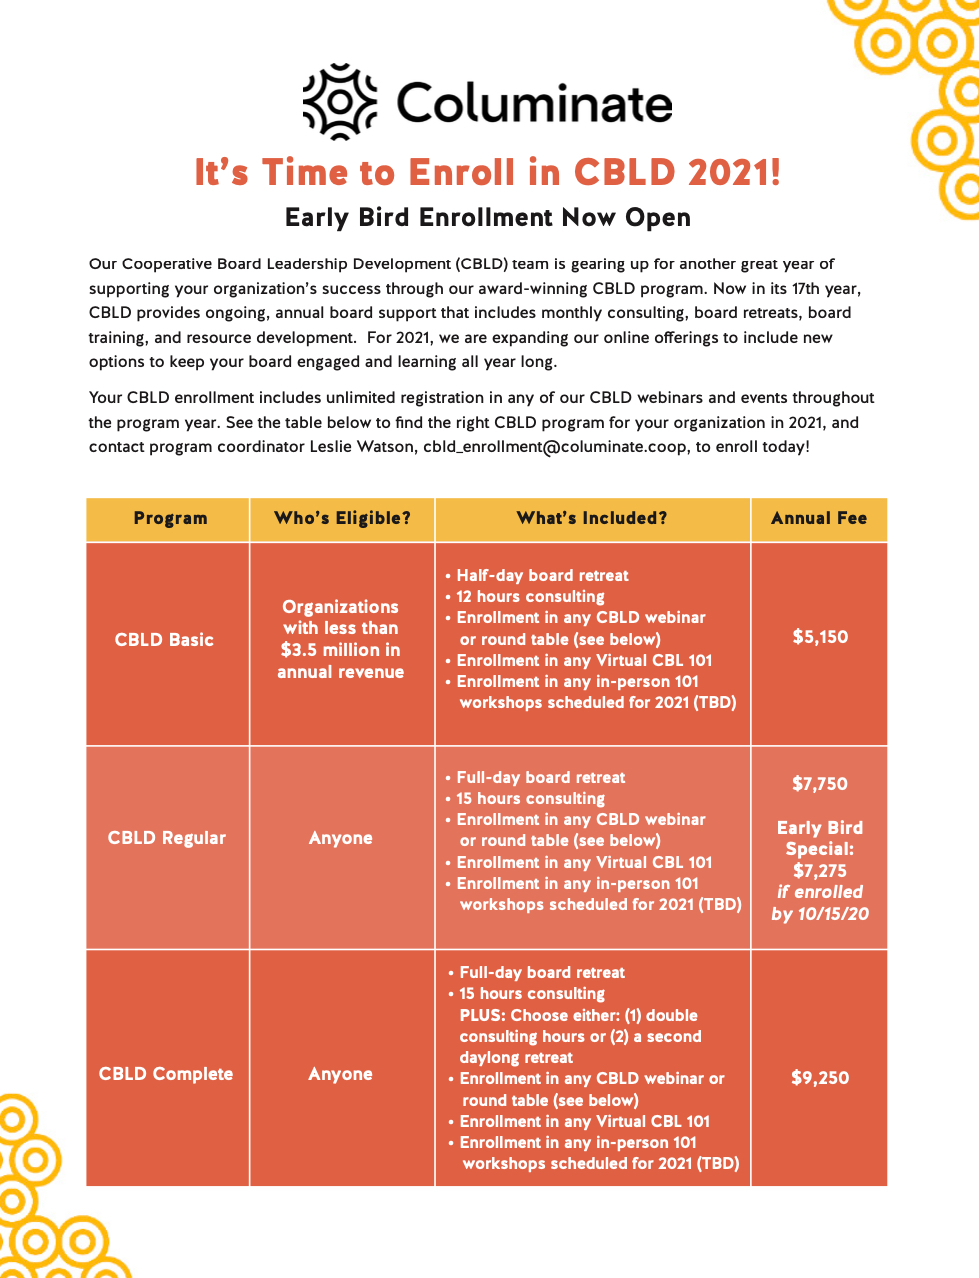 Columinate
It's Time to Enroll in CBLD 2021!
Early Bird Enrollment Now Open
Our Cooperative Board Leadership Development (CBLD) team is gearing up for another great year of
supporting your organization's success through our award-winning CBLD program. Now in its 17th year,
CBLD provides ongoing, annual board support that includes monthly consulting, board retreats, board
training, and resource development.  For 2021, we are expanding our online offerings to include new
options to keep your board engaged and learning all year long.
Your CBLD enrollment includes unlimited registration in any of our CBLD webinars and events throughout
the program year. See the table below to find the right CBLD program for your organization in 2021, and
contact program coordinator Leslie Watson, cbld_enrollment@columinate.coop, to enroll today!
Program
Who's Eligible?
What's Included?
Annual Fee
CBLD Basic
Organizations
with less than
$3.5 million in
annual revenue
• Half-day board retreat
• 12 hours consulting
• Enrollment in any CBLD webinar
or round table (see below)
• Enrollment in any Virtual CBL 101
• Enrollment in any in-person 101
workshops scheduled for 2021 (TBD)
$5,150
CBLD Regular
Anyone
• Full-day board retreat
• 15 hours consulting
• Enrollment in any CBLD webinar
or round table (see below)
• Enrollment in any Virtual CBL 101
• Enrollment in any in-person 101
workshops scheduled for 2021 (TBD)
$7,750
Early Bird
Special:
$7,275
if enrolled
by 10/15/20
CBLD Complete
Anyone
• Full-day board retreat
• 15 hours consulting
PLUS: Choose either: (1) double
consulting hours or (2) a second
daylong retreat
• Enrollment in any CBLD webinar or
round table (see below)
• Enrollment in any Virtual CBL 101
• Enrollment in any in-person 101
workshops scheduled for 2021 (TBD)
$9,250